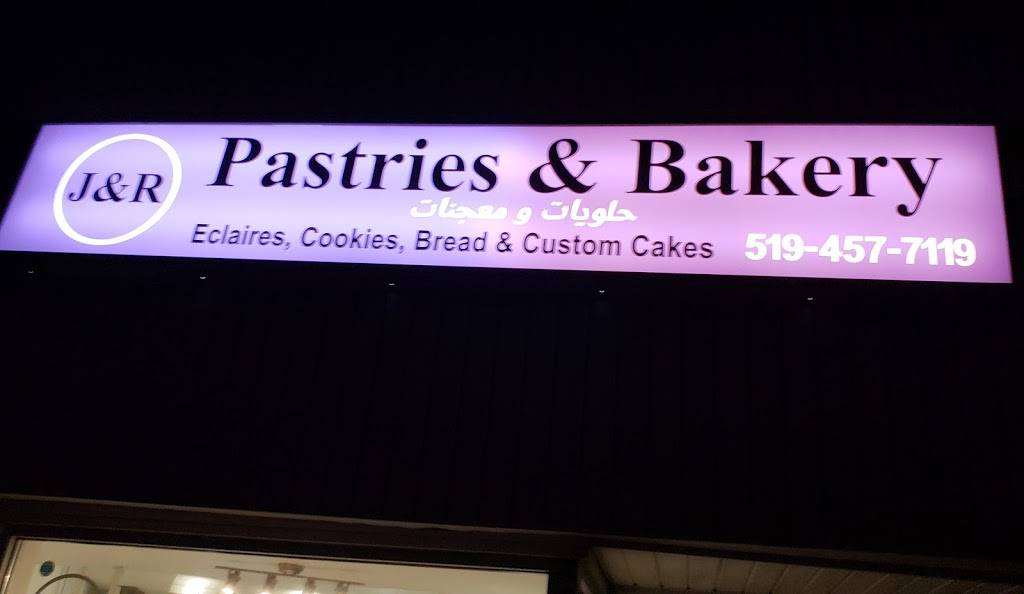 J&R
Pastries & Bakery
حلويات و معجنات
Eclaires, Cookies, Bread & Custom Cakes
519-457-7119